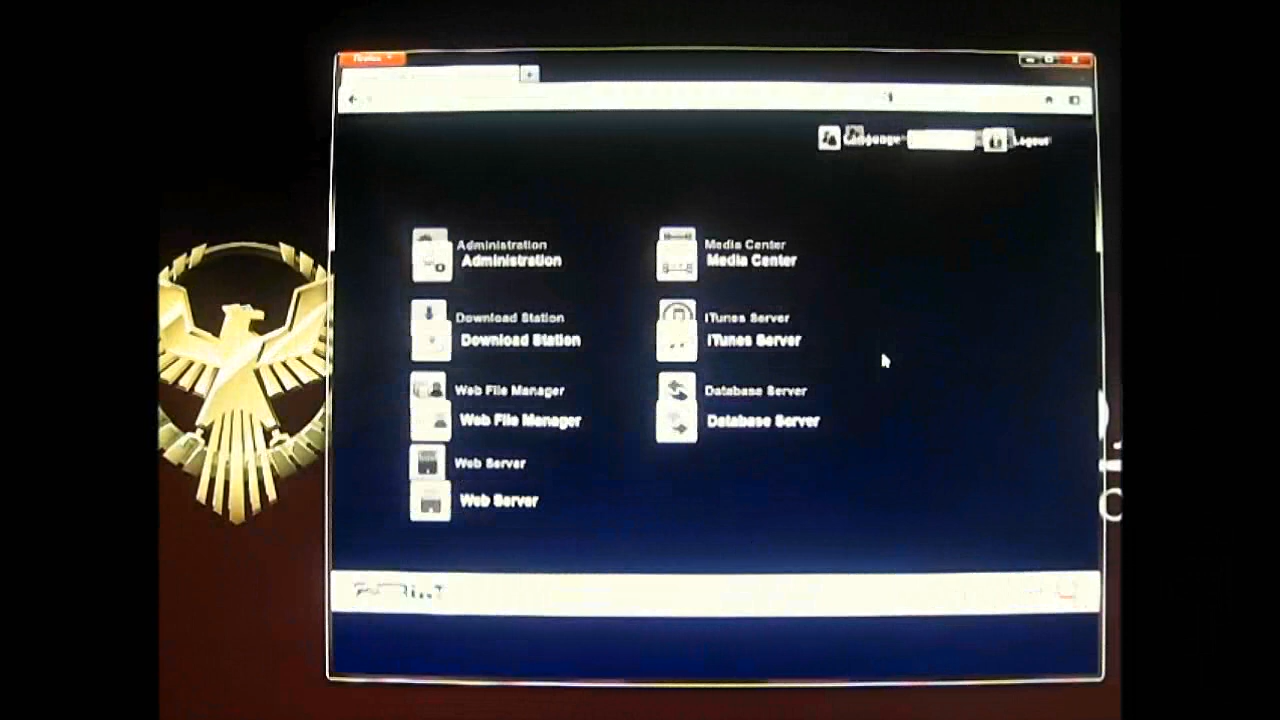 Firefox
Language
Logout
Administration
Administration
Media Center
Media Center
Download Station
Download Station
iTunes Server
iTunes Server
Web File Manager
Web File Manager
Database Server
Database Server
Web Server
Web Server